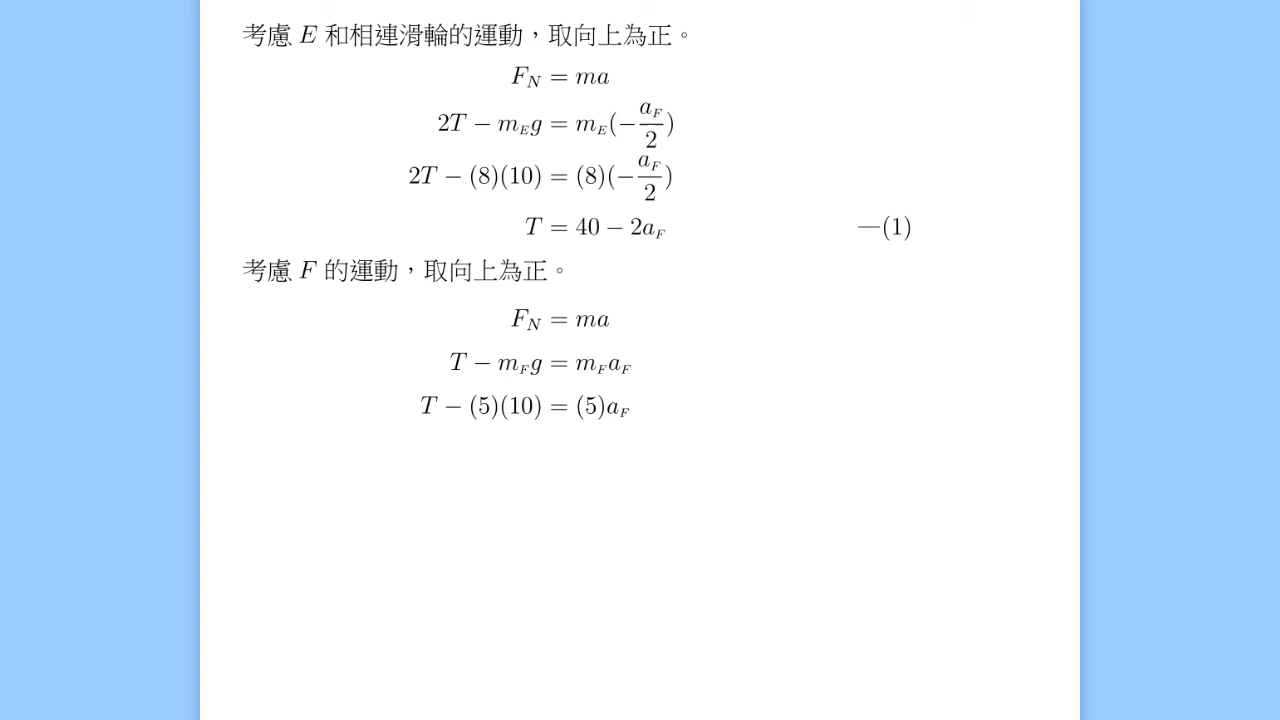 考慮 E 和相連滑輪的運動，取向上為正。
F_N = ma
2T − m_E g = m_E(−a_F/2)
2T − (8)(10) = (8)(−a_F/2)
T = 40 − 2a_F —(1)
考慮 F 的運動，取向上為正。
F_N = ma
T − m_F g = m_F a_F
T − (5)(10) = (5)a_F